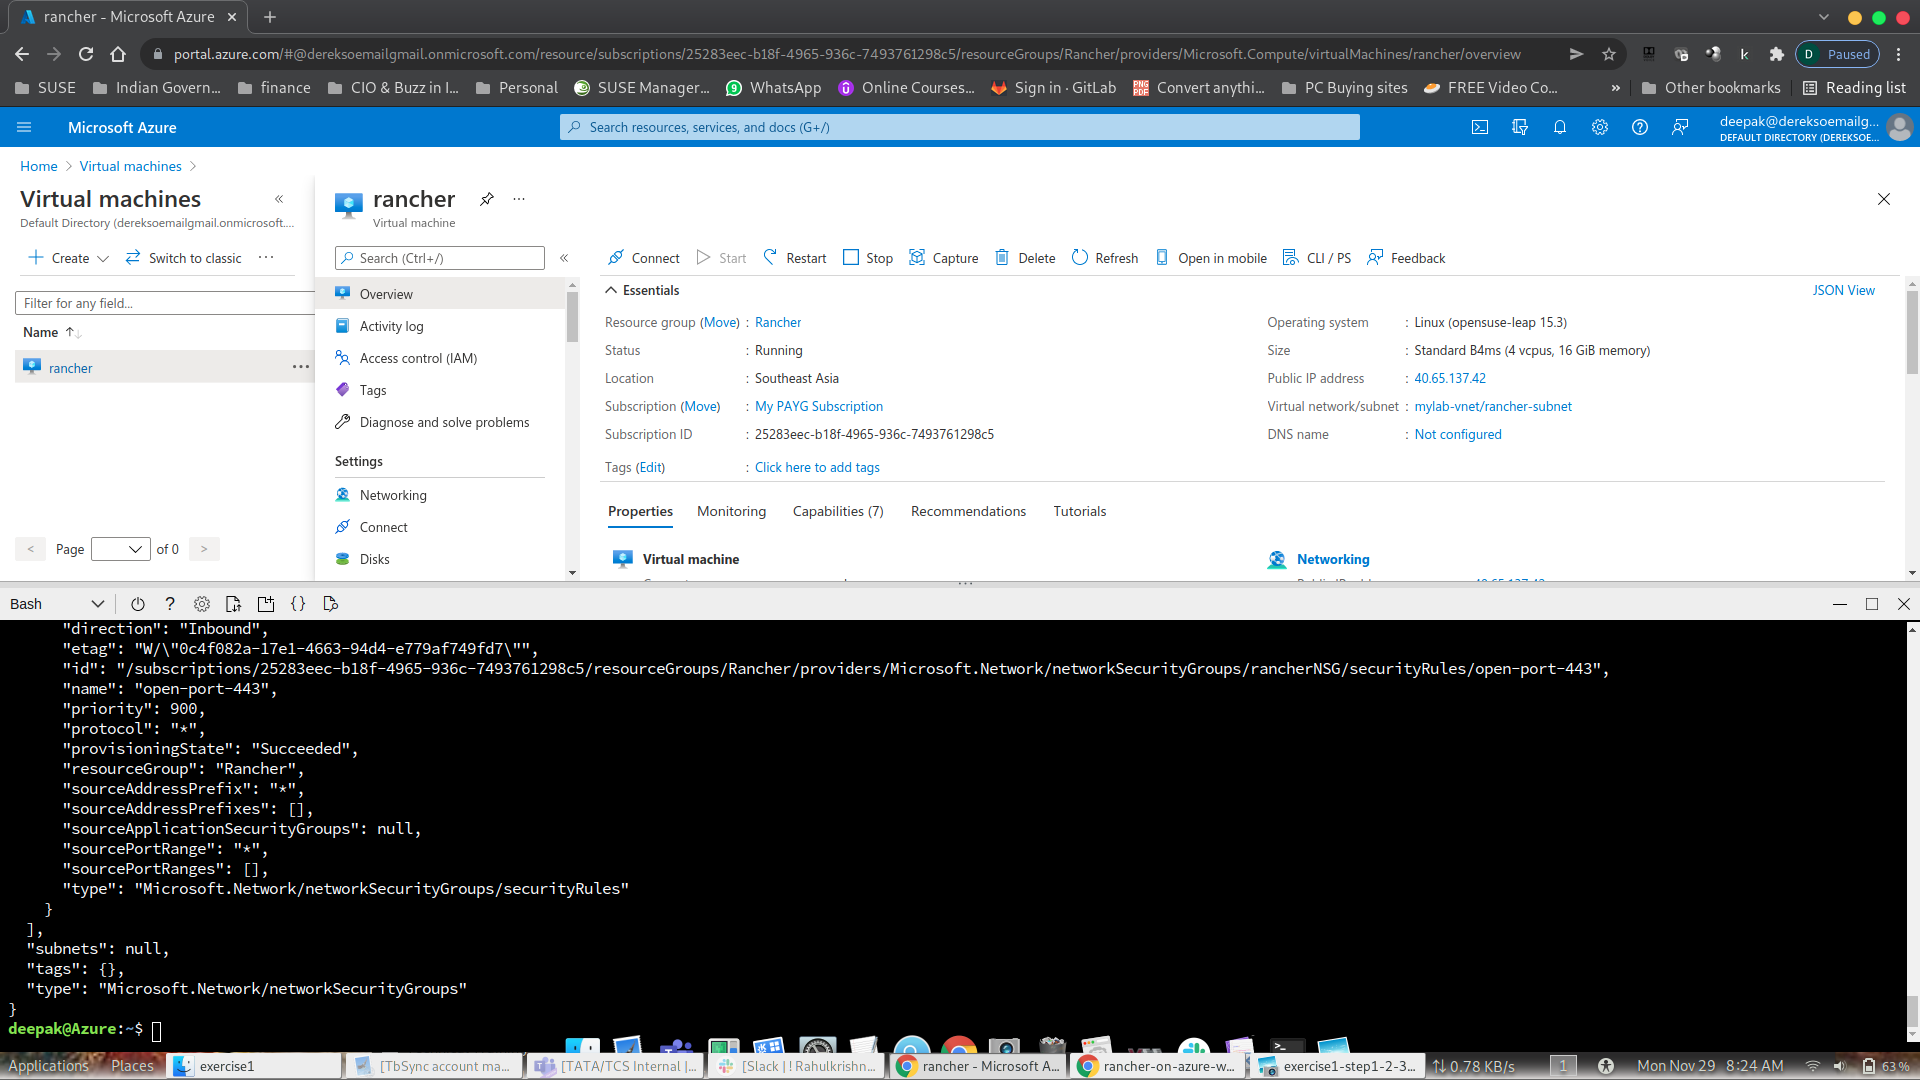 rancher - Microsoft Azure
portal.azure.com/#@dereksoemailgmail.onmicrosoft.com/resource/subscriptions/25283eec-b18f-4965-936c-7493761298c5/resourceGroups/Rancher/providers/Microsoft.Compute/virtualMachines/rancher/overview
k
D Paused
SUSE
Indian Govern...
finance
CIO & Buzz in I...
Personal
SUSE Manager...
WhatsApp
Online Courses...
Sign in · GitLab
Convert anythi...
PC Buying sites
FREE Video Co...
»
Other bookmarks
Reading list
Microsoft Azure
Search resources, services, and docs (G+/)
deepak@dereksoemailg...
DEFAULT DIRECTORY (DEREKSOE...
Home > Virtual machines >
Virtual machines
«
Default Directory (dereksoemailgmail.onmicrosoft....
Create
Switch to classic
...
Filter for any field...
Name ↑↓
rancher
...
< Page of 0 >
rancher
...
Virtual machine
Search (Ctrl+/)
«
Overview
Activity log
Access control (IAM)
Tags
Diagnose and solve problems
Settings
Networking
Connect
Disks
Connect
Start
Restart
Stop
Capture
Delete
Refresh
Open in mobile
CLI / PS
Feedback
Essentials
JSON View
Resource group (Move) : Rancher
Status : Running
Location : Southeast Asia
Subscription (Move) : My PAYG Subscription
Subscription ID : 25283eec-b18f-4965-936c-7493761298c5
Tags (Edit) : Click here to add tags
Operating system : Linux (opensuse-leap 15.3)
Size : Standard B4ms (4 vcpus, 16 GiB memory)
Public IP address : 40.65.137.42
Virtual network/subnet : mylab-vnet/rancher-subnet
DNS name : Not configured
Properties
Monitoring
Capabilities (7)
Recommendations
Tutorials
Virtual machine
Networking
40.65.137.42
Bash
?
{}
"direction": "Inbound",
"etag": "W/\"0c4f082a-17e1-4663-94d4-e779af749fd7\"",
"id": "/subscriptions/25283eec-b18f-4965-936c-7493761298c5/resourceGroups/Rancher/providers/Microsoft.Network/networkSecurityGroups/rancherNSG/securityRules/open-port-443",
"name": "open-port-443",
"priority": 900,
"protocol": "*",
"provisioningState": "Succeeded",
"resourceGroup": "Rancher",
"sourceAddressPrefix": "*",
"sourceAddressPrefixes": [],
"sourceApplicationSecurityGroups": null,
"sourcePortRange": "*",
"sourcePortRanges": [],
"type": "Microsoft.Network/networkSecurityGroups/securityRules"
}
],
"subnets": null,
"tags": {},
"type": "Microsoft.Network/networkSecurityGroups"
}
deepak@Azure:~$
Applications
Places
exercise1
[TbSync account ma...
[TATA/TCS Internal |...
[Slack | ! Rahulkrishn...
rancher - Microsoft A...
rancher-on-azure-w...
exercise1-step1-2-3...
0.78 KB/s
1
Mon Nov 29 8:24 AM
63 %